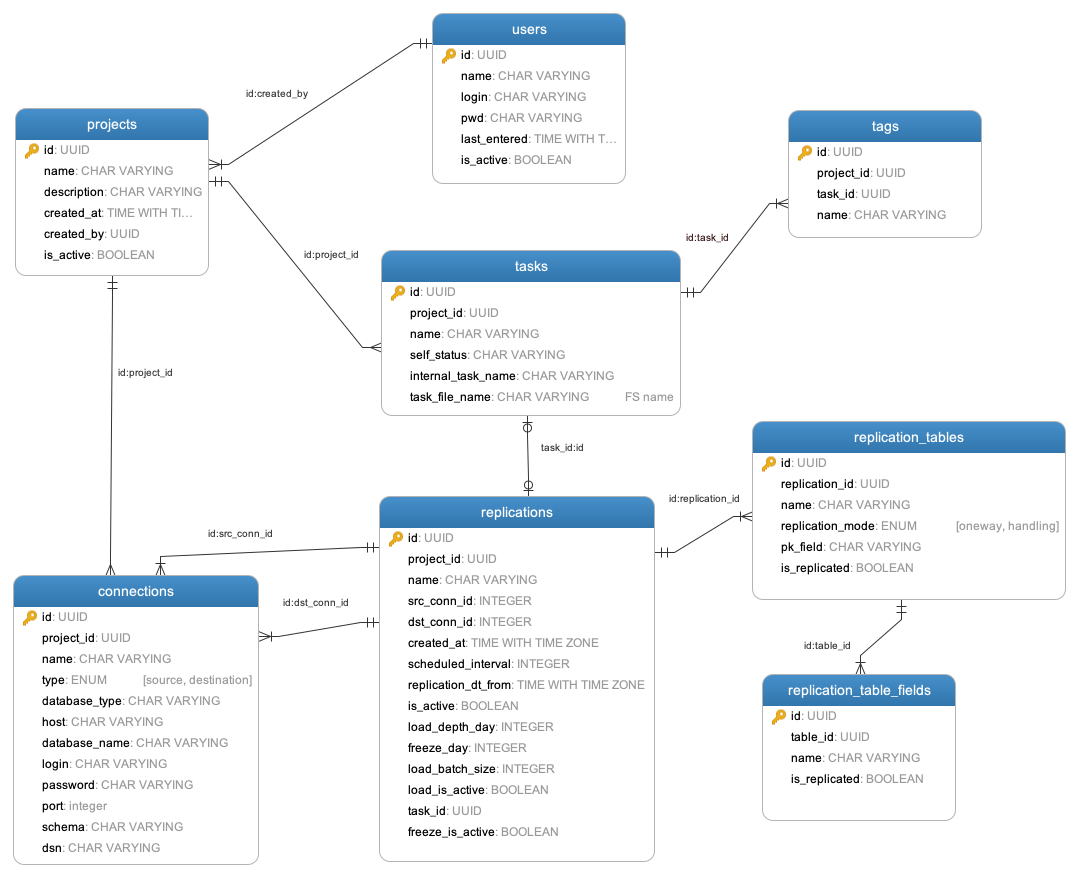 users
id: UUID
name: CHAR VARYING
login: CHAR VARYING
pwd: CHAR VARYING
last_entered: TIME WITH T...
is_active: BOOLEAN
id:created_by
projects
id: UUID
name: CHAR VARYING
description: CHAR VARYING
created_at: TIME WITH TI...
created_by: UUID
is_active: BOOLEAN
tags
id: UUID
project_id: UUID
task_id: UUID
name: CHAR VARYING
id:task_id
id:project_id
tasks
id: UUID
project_id: UUID
name: CHAR VARYING
self_status: CHAR VARYING
internal_task_name: CHAR VARYING
task_file_name: CHAR VARYING FS name
id:project_id
task_id:id
replication_tables
id: UUID
replication_id: UUID
name: CHAR VARYING
replication_mode: ENUM [oneway, handling]
pk_field: CHAR VARYING
is_replicated: BOOLEAN
id:replication_id
replications
id: UUID
project_id: UUID
name: CHAR VARYING
src_conn_id: INTEGER
dst_conn_id: INTEGER
created_at: TIME WITH TIME ZONE
scheduled_interval: INTEGER
replication_dt_from: TIME WITH TIME ZONE
is_active: BOOLEAN
load_depth_day: INTEGER
freeze_day: INTEGER
load_batch_size: INTEGER
load_is_active: BOOLEAN
task_id: UUID
freeze_is_active: BOOLEAN
id:src_conn_id
id:dst_conn_id
connections
id: UUID
project_id: UUID
name: CHAR VARYING
type: ENUM [source, destination]
database_type: CHAR VARYING
host: CHAR VARYING
database_name: CHAR VARYING
login: CHAR VARYING
password: CHAR VARYING
port: integer
schema: CHAR VARYING
dsn: CHAR VARYING
id:table_id
replication_table_fields
id: UUID
table_id: UUID
name: CHAR VARYING
is_replicated: BOOLEAN